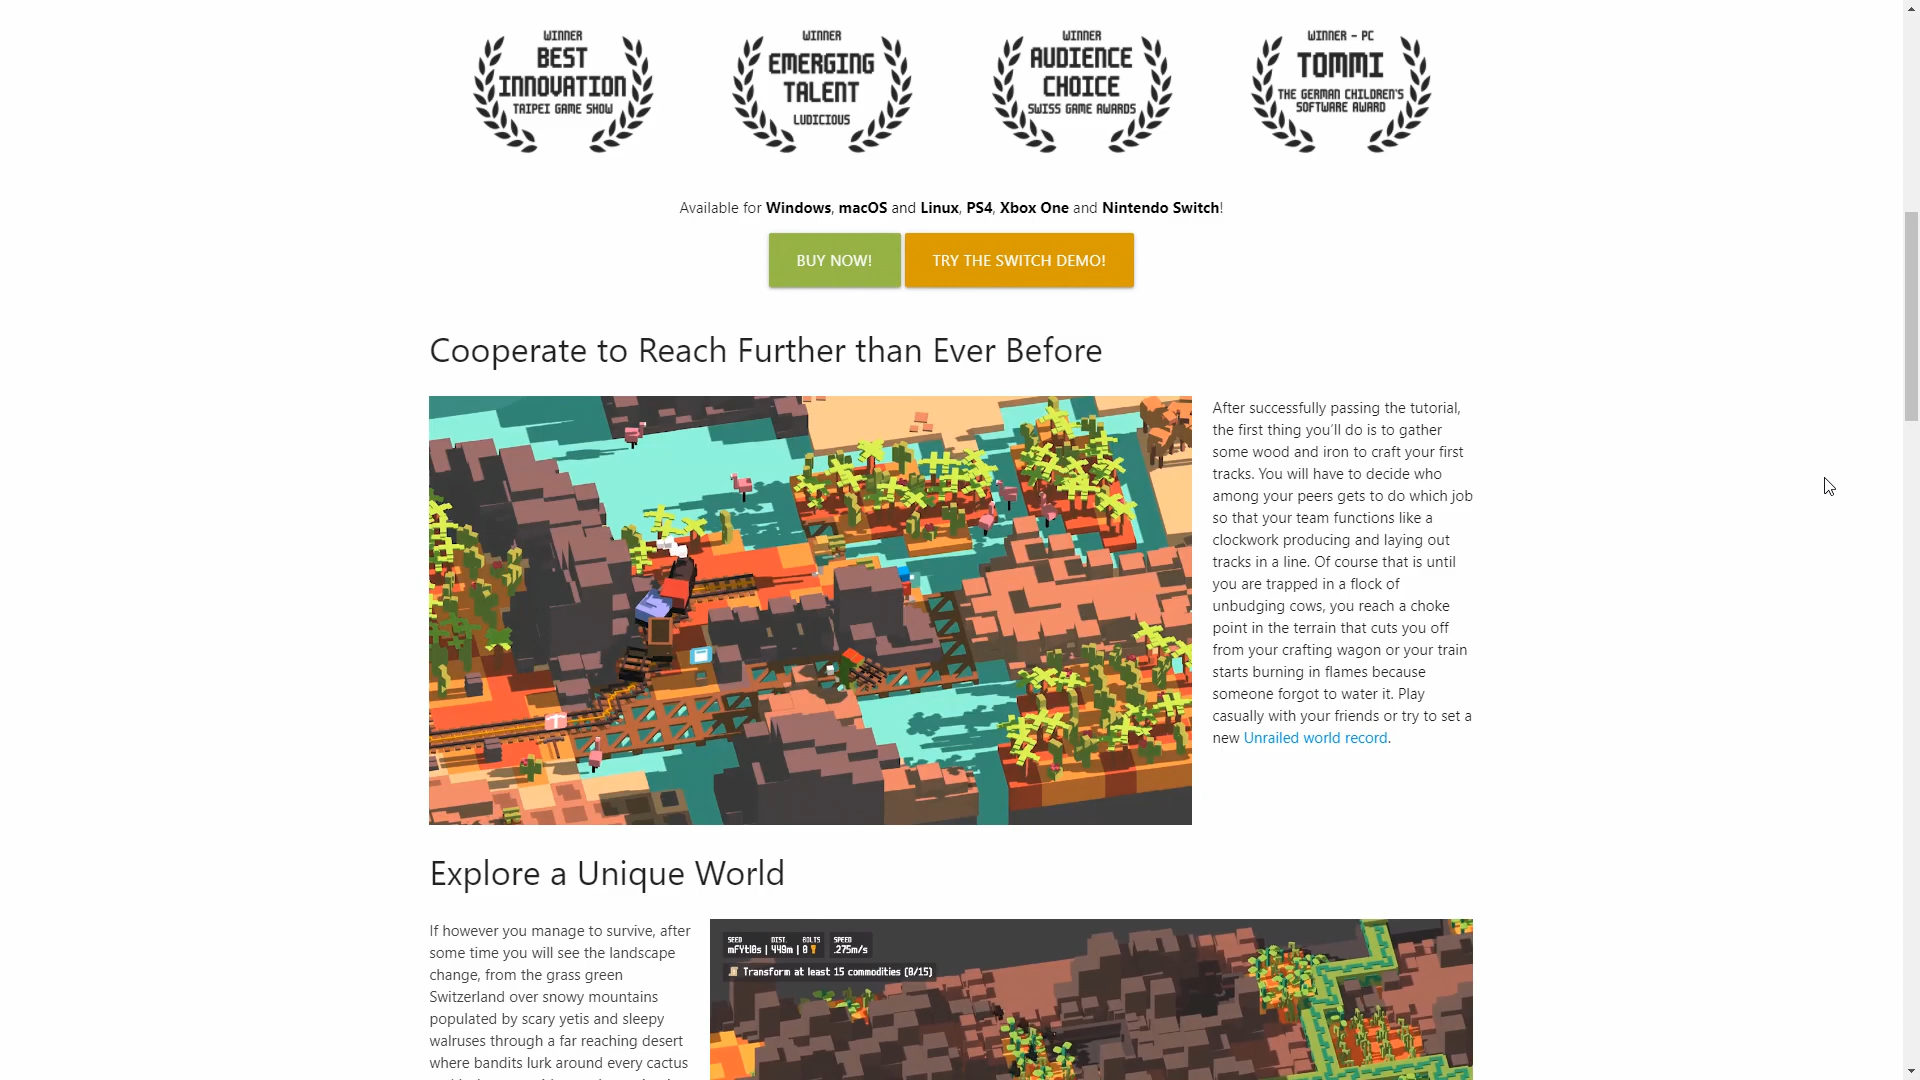 WINNER
BEST
INNOVATION
TAIPEI GAME SHOW
WINNER
EMERGING
TALENT
LUDICIOUS
WINNER
AUDIENCE
CHOICE
SWISS GAME AWARDS
WINNER - PC
TOMMI
THE GERMAN CHILDREN'S
SOFTWARE AWARD
Available for Windows, macOS and Linux, PS4, Xbox One and Nintendo Switch!
BUY NOW!
TRY THE SWITCH DEMO!
Cooperate to Reach Further than Ever Before
After successfully passing the tutorial,
the first thing you'll do is to gather
some wood and iron to craft your first
tracks. You will have to decide who
among your peers gets to do which job
so that your team functions like a
clockwork producing and laying out
tracks in a line. Of course that is until
you are trapped in a flock of
unbudging cows, you reach a choke
point in the terrain that cuts you off
from your crafting wagon or your train
starts burning in flames because
someone forgot to water it. Play
casually with your friends or try to set a
new Unrailed world record.
Explore a Unique World
If however you manage to survive, after
some time you will see the landscape
change, from the grass green
Switzerland over snowy mountains
populated by scary yetis and sleepy
walruses through a far reaching desert
where bandits lurk around every cactus
SEED DIST. BOLTS SPEED
449m | 0 .275m/s
Transform at least 15 commodities (0/15)